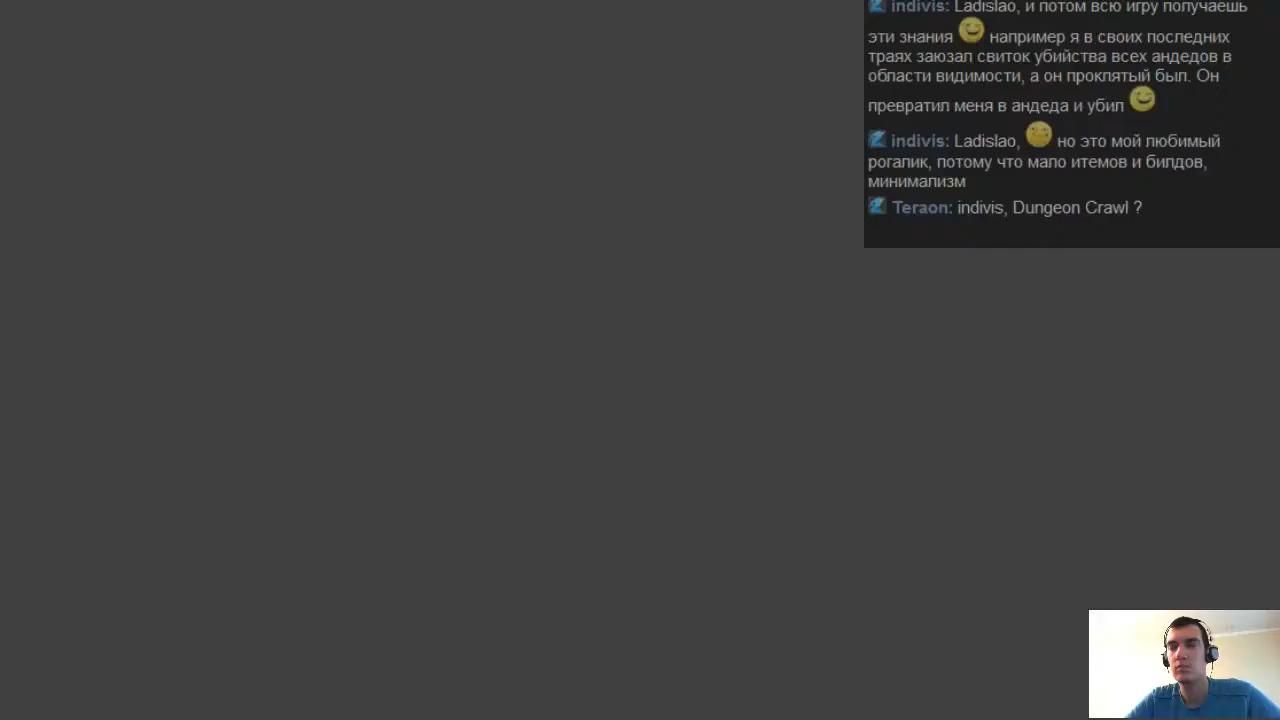 indivis: Ladislao, и потом всю игру получаешь
эти знания например я в своих последних
траях заюзал свиток убийства всех андедов в
области видимости, а он проклятый был. Он
превратил меня в андеда и убил
indivis: Ladislao, но это мой любимый
рогалик, потому что мало итемов и билдов,
минимализм
Teraon: indivis, Dungeon Crawl ?